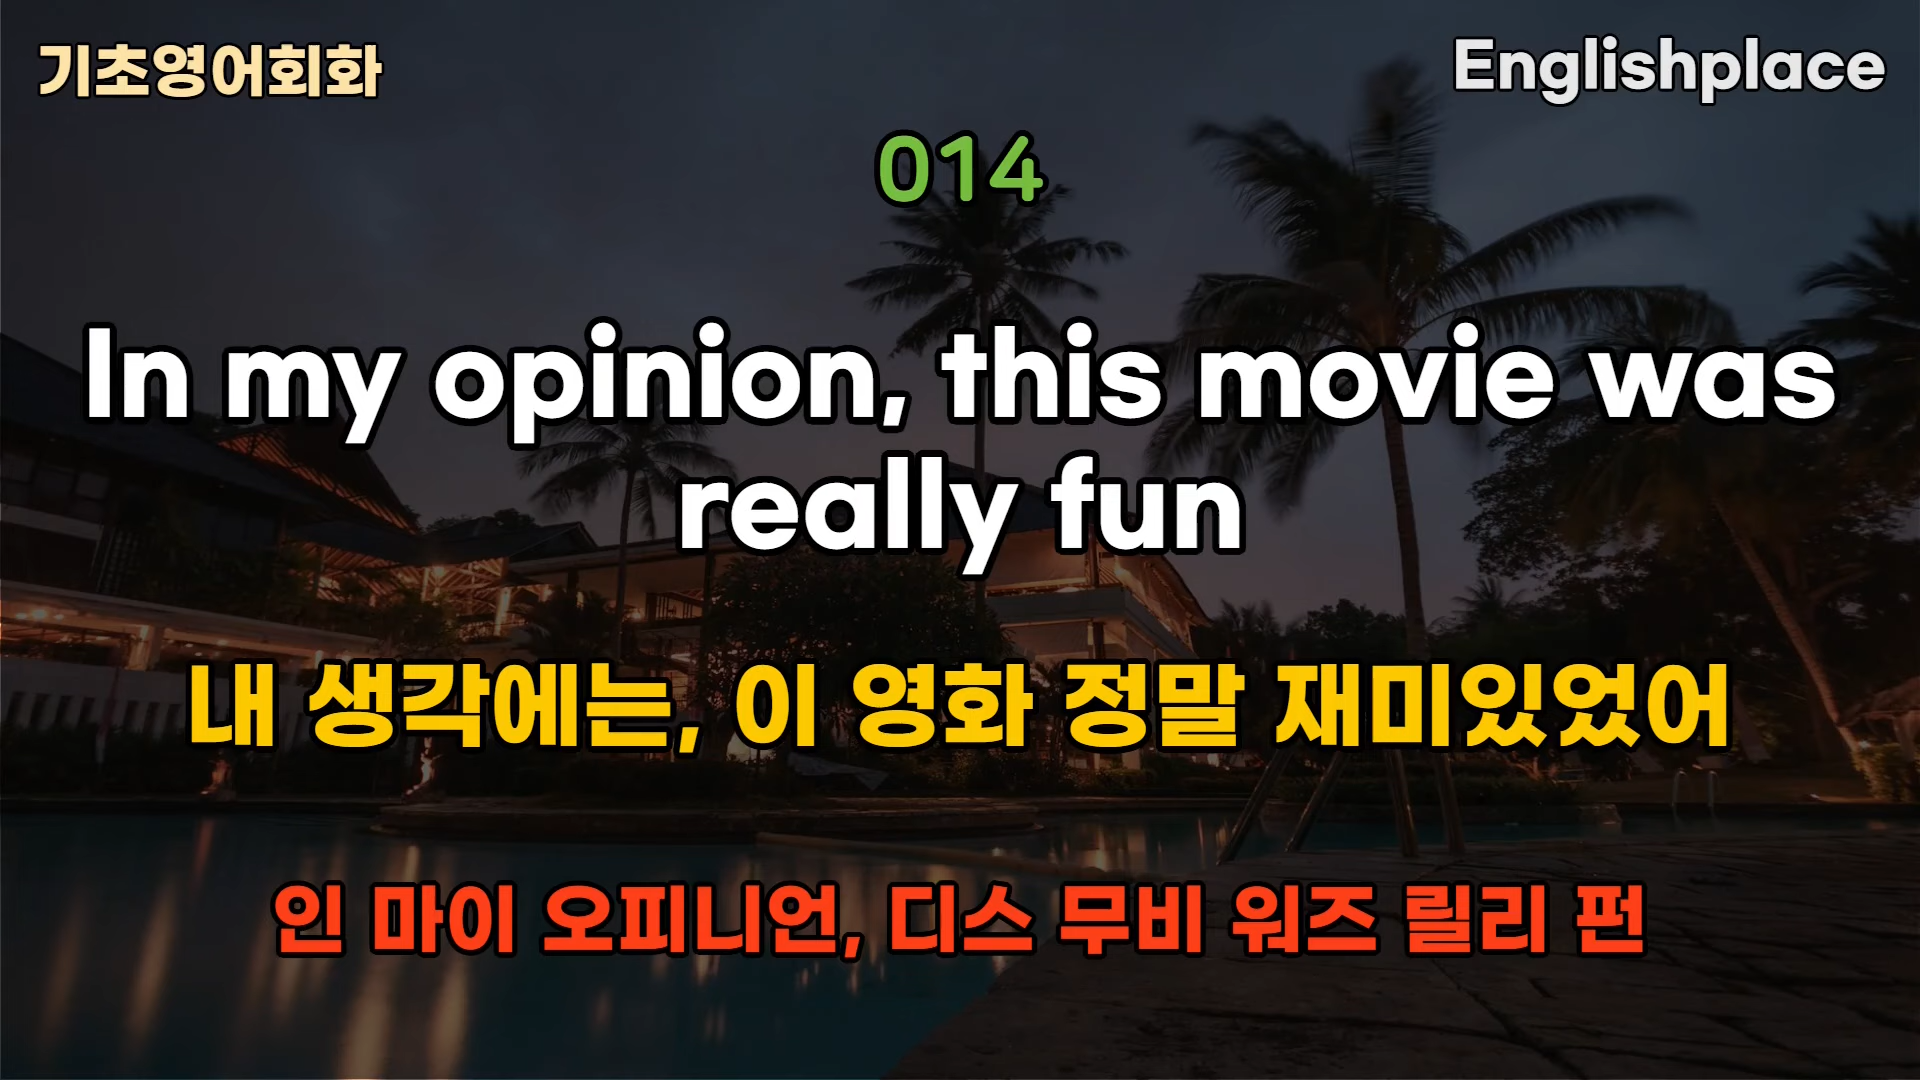 기초영어회화
Englishplace
014
In my opinion, this movie was
really fun
내 생각에는, 이 영화 정말 재미있었어
인 마이 오피니언, 디스 무비 워즈 릴리 펀